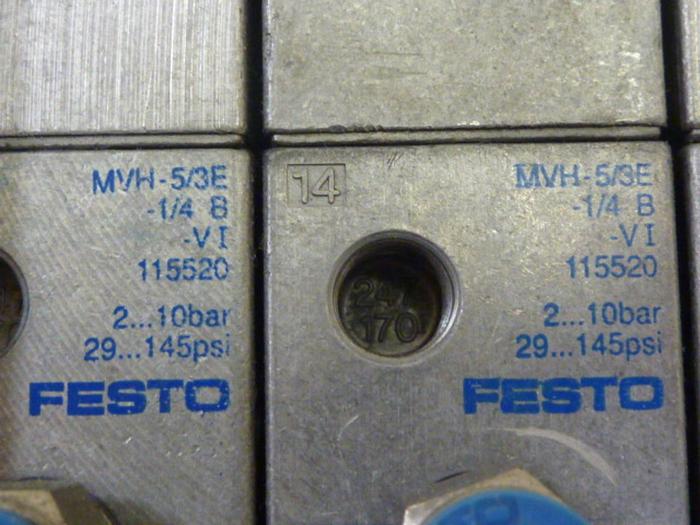 MVH-5/3E
-1/4 B
-VI
115520
2...10bar
29...145psi
FESTO
14
MVH-5/3E
-1/4 B
-VI
115520
247
170
2...10bar
29...145psi
FESTO